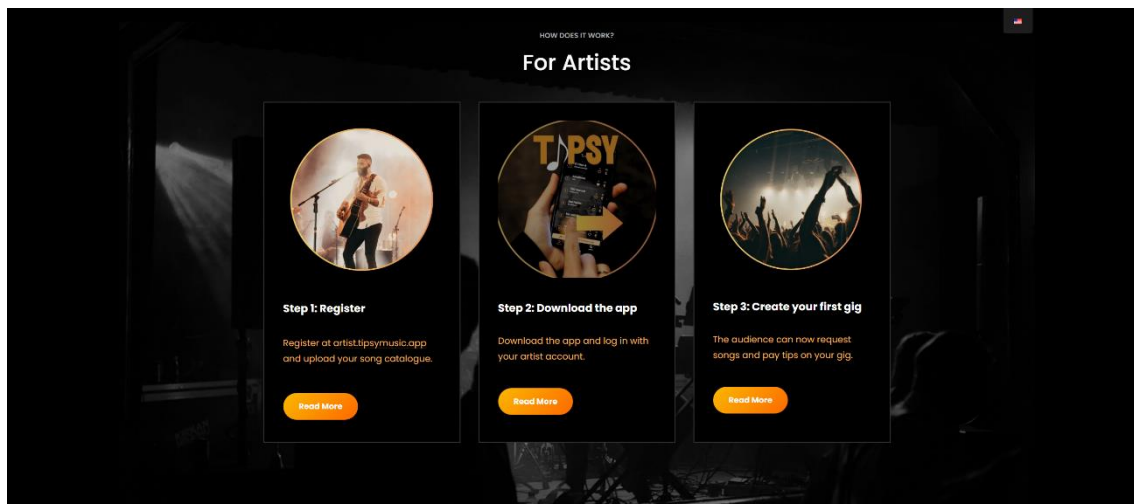 HOW DOES IT WORK?
For Artists
TIPSY
Step 1: Register
Register at artist.tipsymusic.app
and upload your song catalogue.
Read More
Step 2: Download the app
Download the app and log in with
your artist account.
Read More
Step 3: Create your first gig
The audience can now request
songs and pay tips on your gig.
Read More